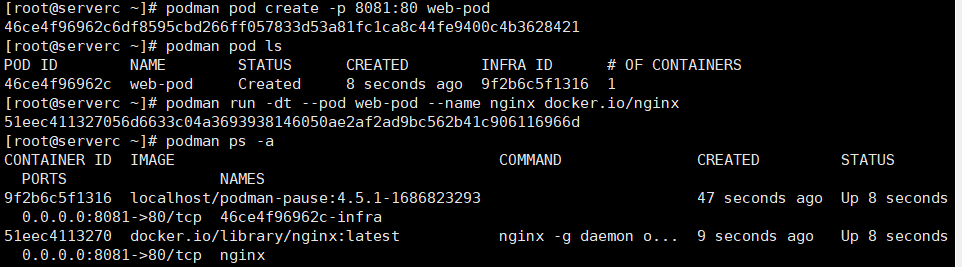 [root@serverc ~]# podman pod create -p 8081:80 web-pod
46ce4f96962c6df8595cbd266ff057833d53a81fc1ca8c44fe9400c4b3628421
[root@serverc ~]# podman pod ls
POD ID        NAME     STATUS   CREATED        INFRA ID      # OF CONTAINERS
46ce4f96962c  web-pod  Created  8 seconds ago  9f2b6c5f1316  1
[root@serverc ~]# podman run -dt --pod web-pod --name nginx docker.io/nginx
51eec411327056d6633c04a3693938146050ae2af2ad9bc562b41c906116966d
[root@serverc ~]# podman ps -a
CONTAINER ID  IMAGE                                    COMMAND               CREATED         STATUS
  PORTS                 NAMES
9f2b6c5f1316  localhost/podman-pause:4.5.1-1686823293                        47 seconds ago  Up 8 seconds
  0.0.0.0:8081->80/tcp  46ce4f96962c-infra
51eec4113270  docker.io/library/nginx:latest           nginx -g daemon o...  9 seconds ago   Up 8 seconds
  0.0.0.0:8081->80/tcp  nginx